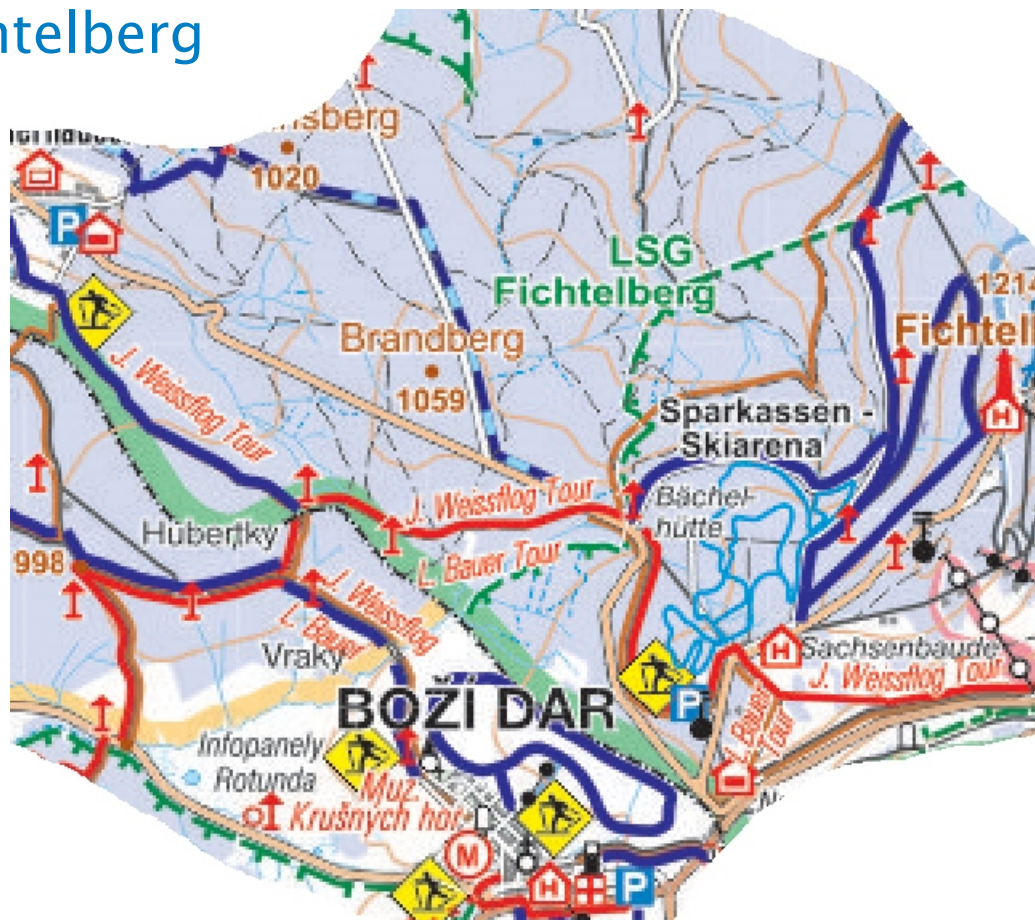 ntelberg
nsberg
1020
P
LSG
Fichtelberg
1214
Brandberg
1059
J. Weissflog Tour
Sparkassen -
Skiarena
H
J. Weissflog Tour
Bächel-
hütte
Hubertky
998
L. Bauer Tour
J. Weissflog
L. Bauer
Vraky
H
Sachsenbaude
J. Weissflog Tour
P
L. Bauer
Tour
BOŽÍ DAR
Infopanely
Rotunda
Muz.
Krušných hor
M
H
P